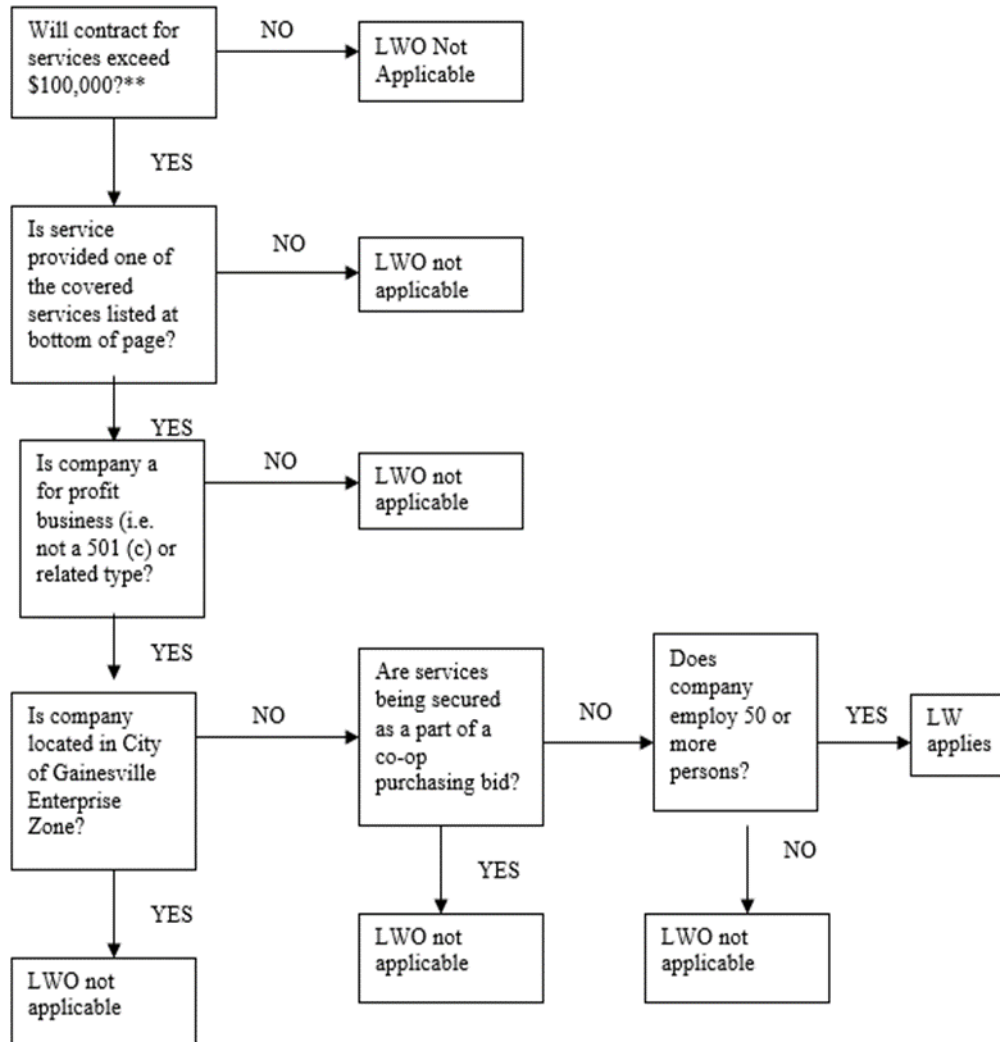 Will contract for
services exceed
$100,000?**
NO
LWO Not
Applicable
YES
Is service
provided one of
the covered
services listed at
bottom of page?
NO
LWO not
applicable
YES
Is company a
for profit
business (i.e.
not a 501 (c) or
related type?
NO
LWO not
applicable
YES
Is company
located in City
of Gainesville
Enterprise
Zone?
NO
Are services
being secured
as a part of a
co-op
purchasing bid?
NO
Does
company
employ 50 or
more
persons?
YES
LW
applies
YES
LWO not
applicable
YES
LWO not
applicable
NO
LWO not
applicable